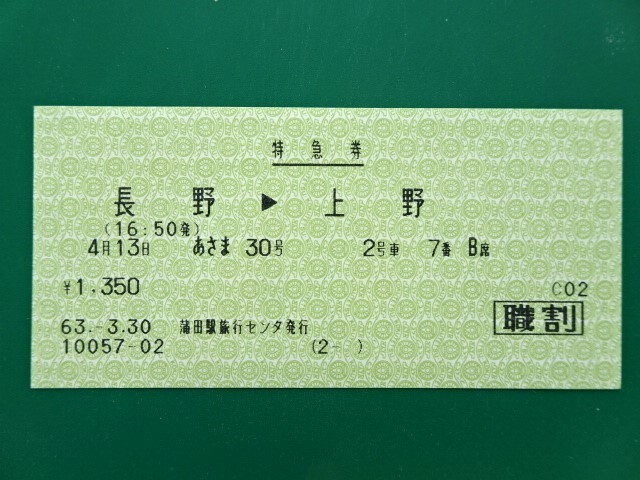 特急券
長野 ▶ 上野
(16:50発)
4月13日 あさま 30号 2号車 7番 B席
¥1,350 C02
職割
63.-3.30 蒲田駅旅行センタ発行
10057-02 (2- )